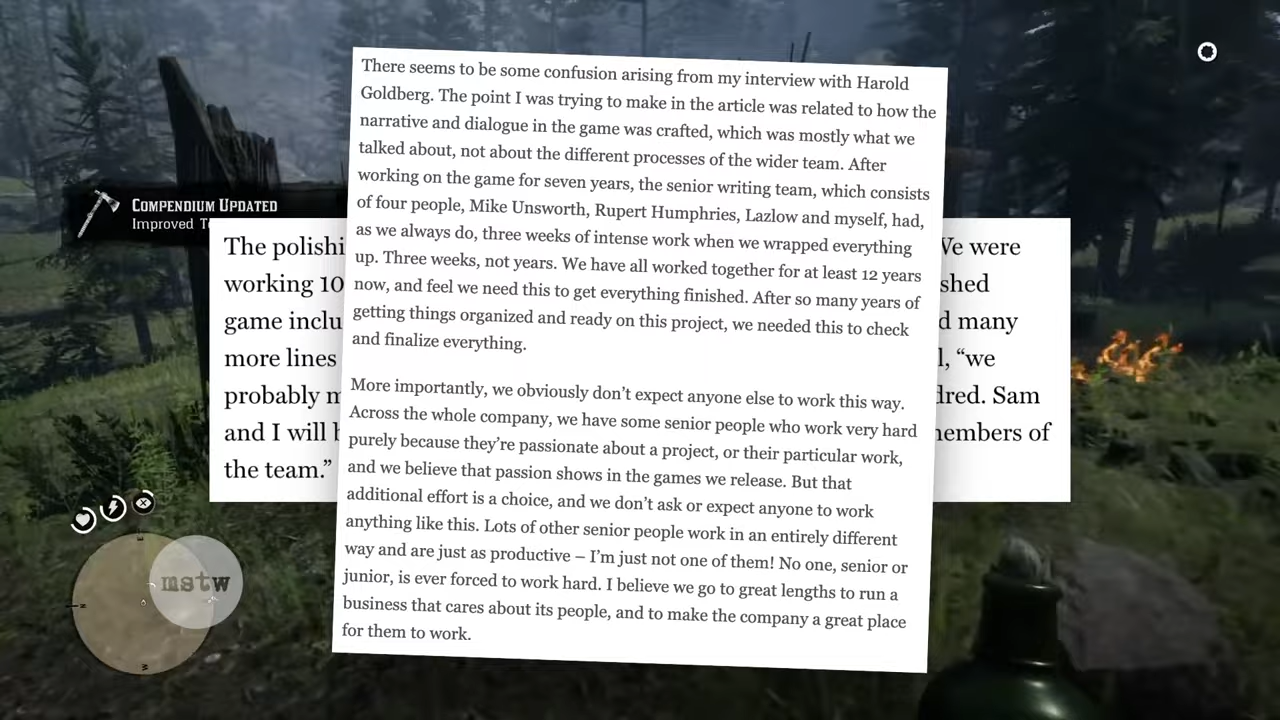 COMPENDIUM UPDATED
Improved
There seems to be some confusion arising from my interview with Harold
Goldberg. The point I was trying to make in the article was related to how the
narrative and dialogue in the game was crafted, which was mostly what we
talked about, not about the different processes of the wider team. After
working on the game for seven years, the senior writing team, which consists
of four people, Mike Unsworth, Rupert Humphries, Lazlow and myself, had,
as we always do, three weeks of intense work when we wrapped everything
up. Three weeks, not years. We have all worked together for at least 12 years
now, and feel we need this to get everything finished. After so many years of
getting things organized and ready on this project, we needed this to check
and finalize everything.
More importantly, we obviously don’t expect anyone else to work this way.
Across the whole company, we have some senior people who work very hard
purely because they’re passionate about a project, or their particular work,
and we believe that passion shows in the games we release. But that
additional effort is a choice, and we don’t ask or expect anyone to work
anything like this. Lots of other senior people work in an entirely different
way and are just as productive – I’m just not one of them! No one, senior or
junior, is ever forced to work hard. I believe we go to great lengths to run a
business that cares about its people, and to make the company a great place
for them to work.
The We were
working 10
game
more lines “we
probably Sam
and I will of
the team.”
mstw